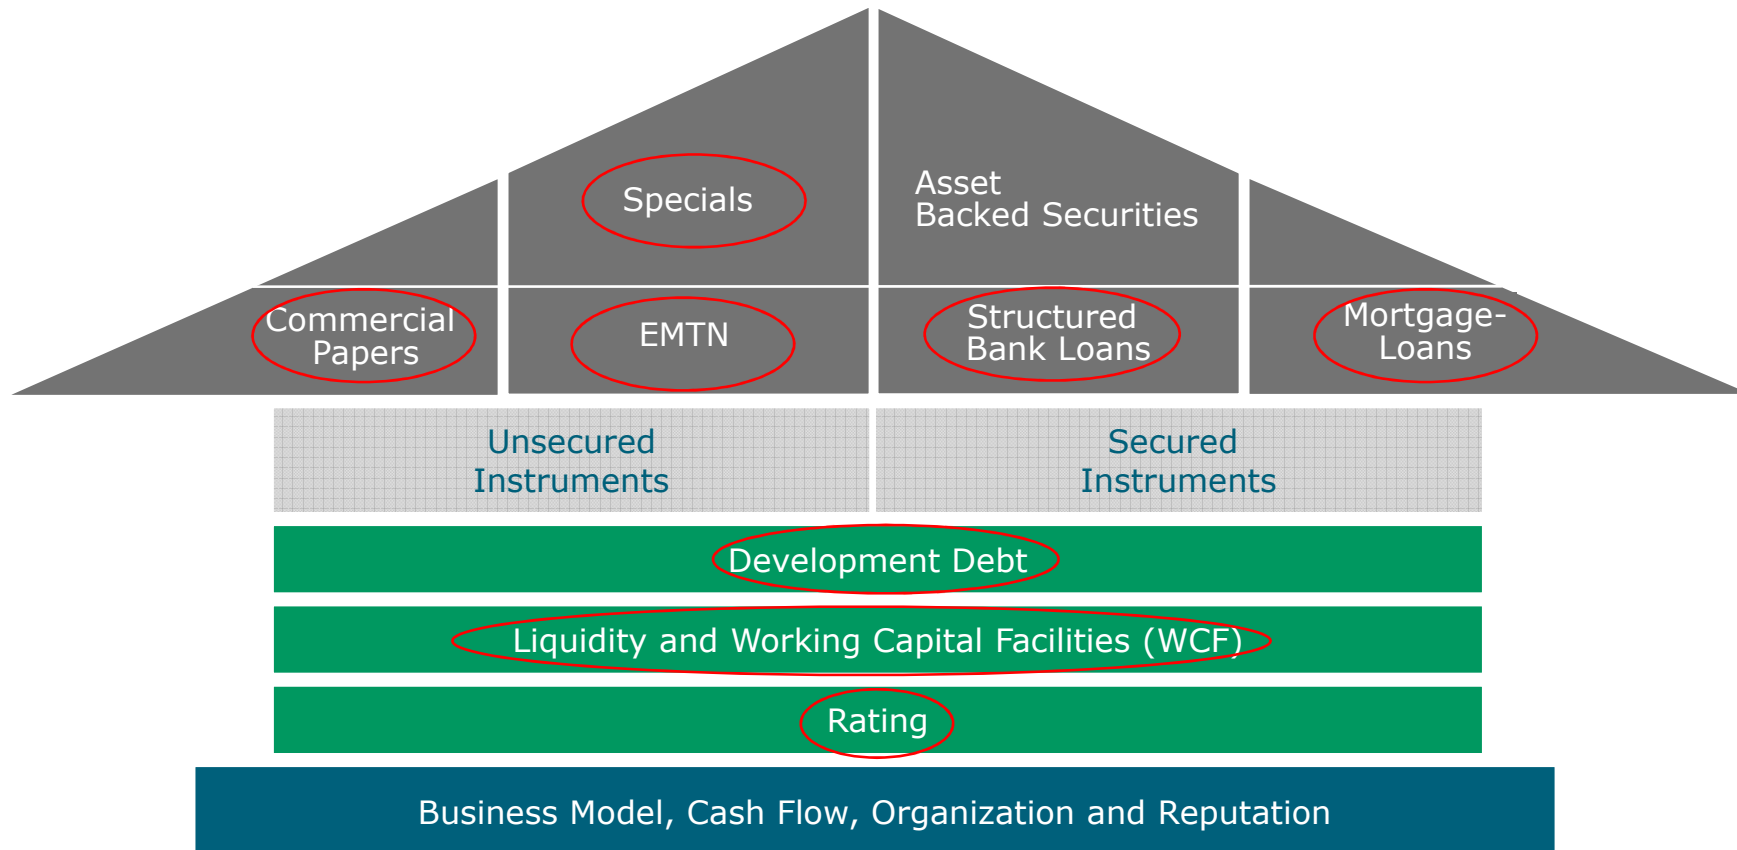 Specials
Asset
Backed Securities
Commercial
Papers
EMTN
Structured
Bank Loans
Mortgage-
Loans
Unsecured
Instruments
Secured
Instruments
Development Debt
Liquidity and Working Capital Facilities (WCF)
Rating
Business Model, Cash Flow, Organization and Reputation